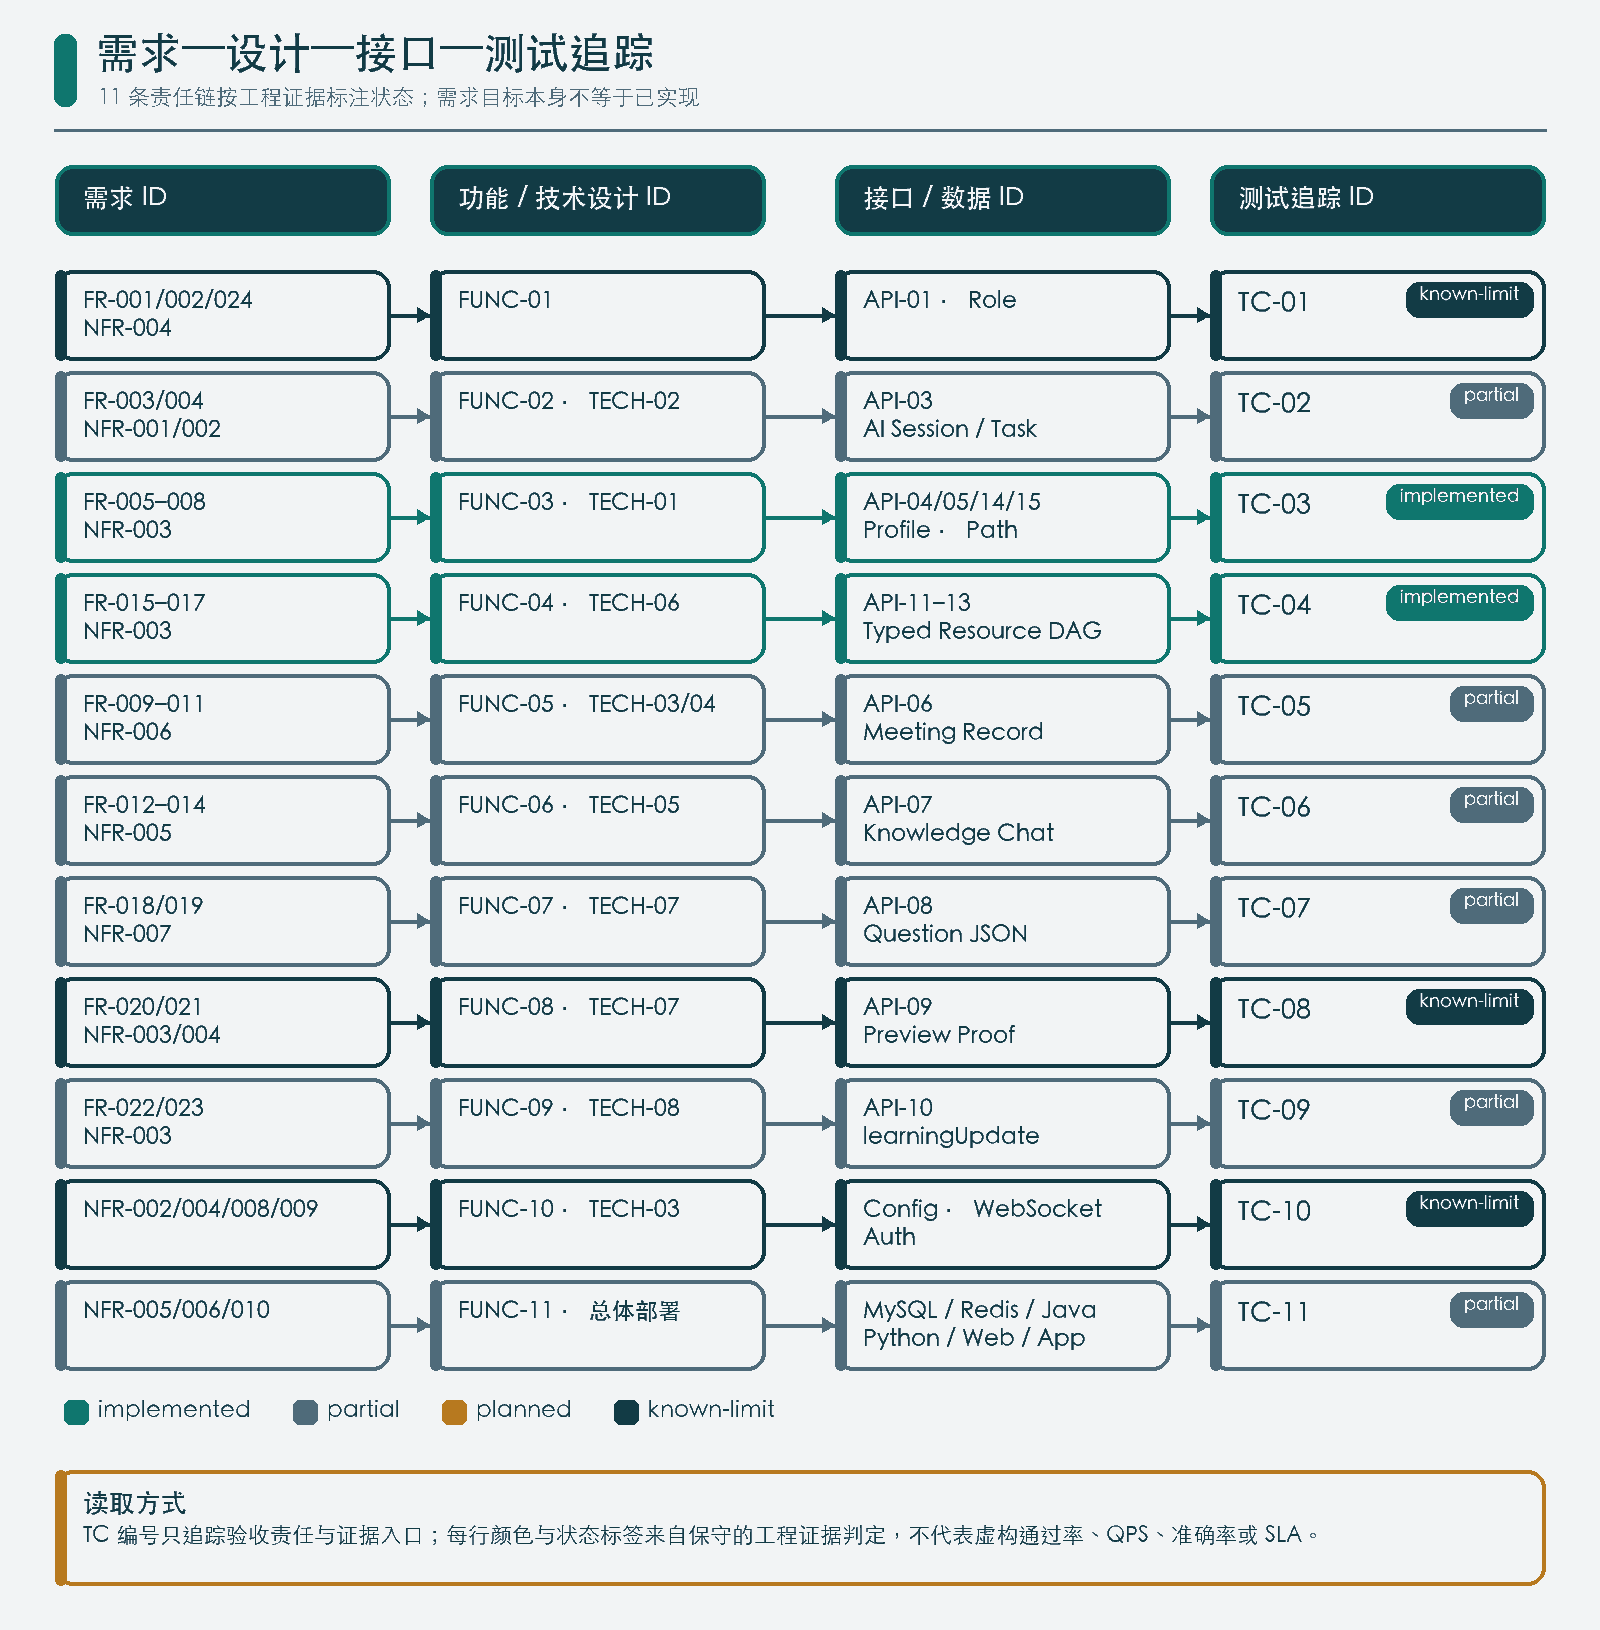 需求—设计—接口—测试追踪
11 条责任链按工程证据标注状态；需求目标本身不等于已实现
需求 ID
功能 / 技术设计 ID
接口 / 数据 ID
测试追踪 ID
FR-001/002/024
NFR-004
FUNC-01
API-01 · Role
TC-01
known-limit
FR-003/004
NFR-001/002
FUNC-02 · TECH-02
API-03
AI Session / Task
TC-02
partial
FR-005–008
NFR-003
FUNC-03 · TECH-01
API-04/05/14/15
Profile · Path
TC-03
implemented
FR-015–017
NFR-003
FUNC-04 · TECH-06
API-11–13
Typed Resource DAG
TC-04
implemented
FR-009–011
NFR-006
FUNC-05 · TECH-03/04
API-06
Meeting Record
TC-05
partial
FR-012–014
NFR-005
FUNC-06 · TECH-05
API-07
Knowledge Chat
TC-06
partial
FR-018/019
NFR-007
FUNC-07 · TECH-07
API-08
Question JSON
TC-07
partial
FR-020/021
NFR-003/004
FUNC-08 · TECH-07
API-09
Preview Proof
TC-08
known-limit
FR-022/023
NFR-003
FUNC-09 · TECH-08
API-10
learningUpdate
TC-09
partial
NFR-002/004/008/009
FUNC-10 · TECH-03
Config · WebSocket
Auth
TC-10
known-limit
NFR-005/006/010
FUNC-11 · 总体部署
MySQL / Redis / Java
Python / Web / App
TC-11
partial
implemented
partial
planned
known-limit
读取方式
TC 编号只追踪验收责任与证据入口；每行颜色与状态标签来自保守的工程证据判定，不代表虚构通过率、QPS、准确率或 SLA。